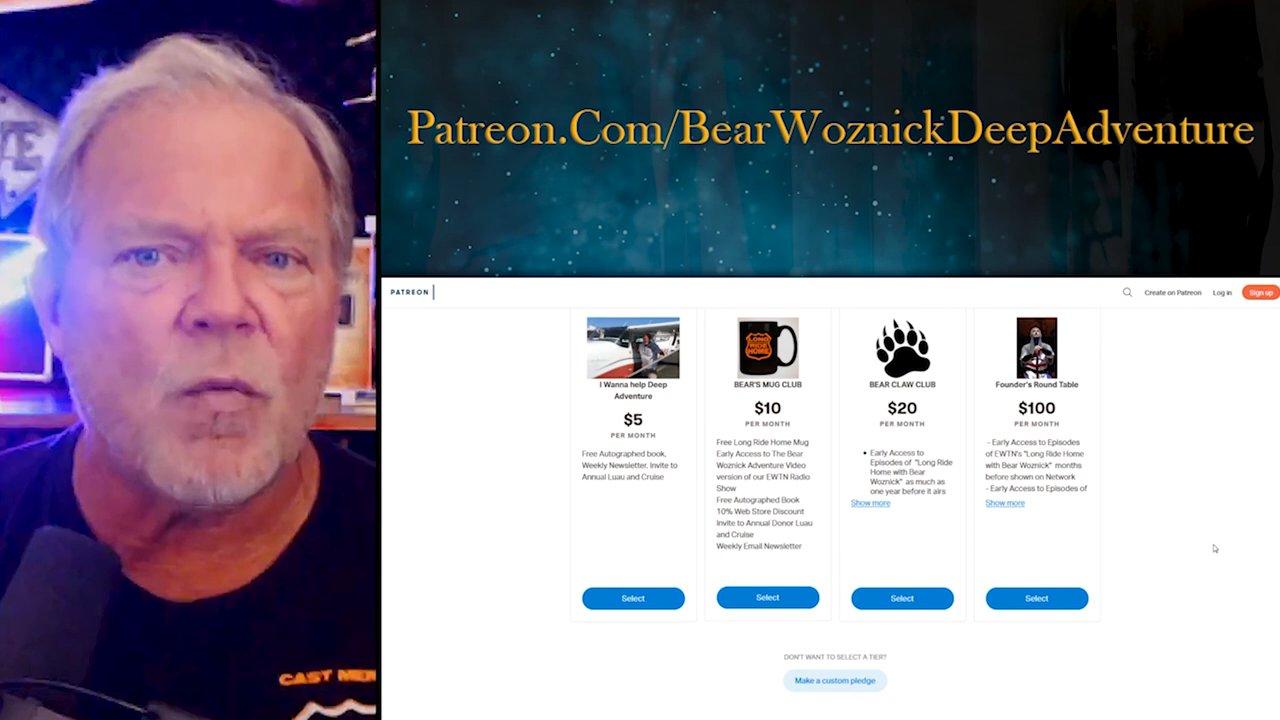 Patreon.Com/BearWoznickDeepAdventure
PATREON
Create on Patreon
Log in
Sign up
I Wanna help Deep
Adventure
$5
PER MONTH
Free Autographed book,
Weekly Newsletter, Invite to
Annual Luau and Cruise
Select
LONG
RIDE
HOME
BEAR'S MUG CLUB
$10
PER MONTH
Free Long Ride Home Mug
Early Access to The Bear
Woznick Adventure Video
version of our EWTN Radio
Show
Free Autographed Book
10% Web Store Discount
Invite to Annual Donor Luau
and Cruise
Weekly Email Newsletter
Select
BEAR CLAW CLUB
$20
PER MONTH
• Early Access to
Episodes of "Long Ride
Home with Bear
Woznick" as much as
one year before it airs
Show more
Select
Founder's Round Table
$100
PER MONTH
- Early Access to Episodes
of EWTN's "Long Ride Home
with Bear Woznick" months
before shown on Network
- Early Access to Episodes of
Show more
Select
DON'T WANT TO SELECT A TIER?
Make a custom pledge
CAST